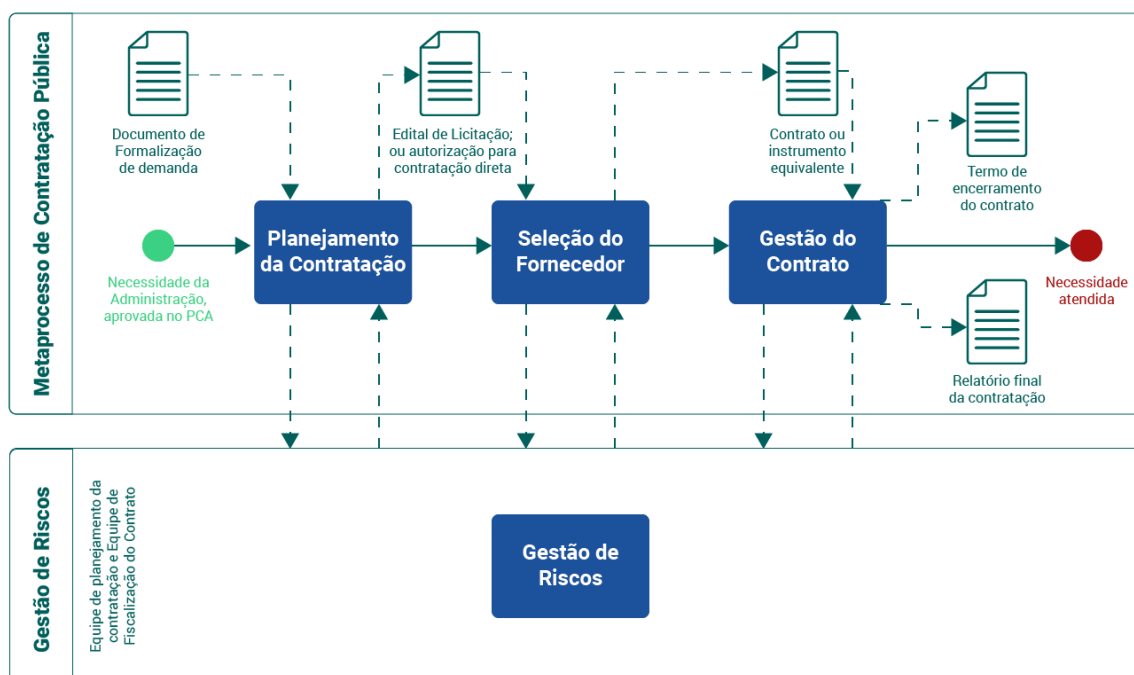 Metaprocesso de Contratação Pública
Documento de
Formalização
de demanda
Edital de Licitação;
ou autorização para
contratação direta
Contrato ou
instrumento
equivalente
Termo de
encerramento
do contrato
Necessidade da
Administração,
aprovada no PCA
Planejamento
da Contratação
Seleção do
Fornecedor
Gestão do
Contrato
Necessidade
atendida
Relatório final
da contratação
Gestão de Riscos
Equipe de planejamento da
contratação e Equipe de
Fiscalização do Contrato
Gestão de
Riscos